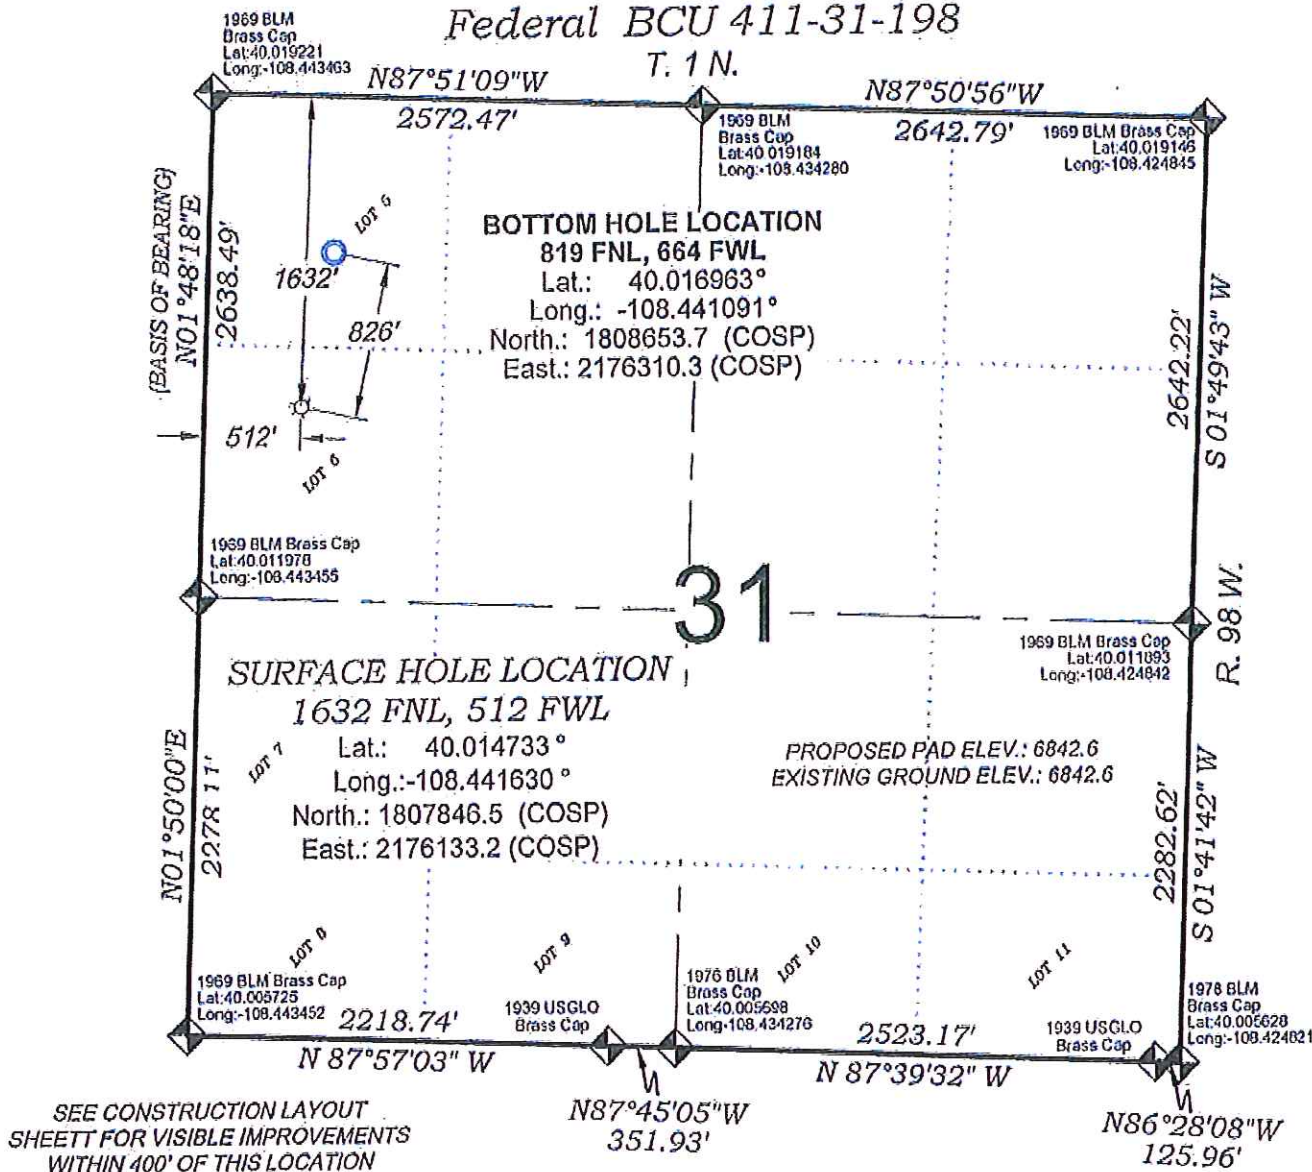 Federal BCU 411-31-198
T. 1 N.
1969 BLM
Brass Cap
Lat:40.019221
Long:-108.443463
N87°51'09"W
2572.47'
N87°50'56"W
2642.79'
1969 BLM
Brass Cap
Lat:40.019184
Long:-108.434280
1969 BLM Brass Cap
Lat:40.019146
Long:-108.424845
(BASIS OF BEARING)
N01°48'18"E
2638.49'
LOT 5
1632'
826'
BOTTOM HOLE LOCATION
819 FNL, 664 FWL
Lat.: 40.016963°
Long.: -108.441091°
North.: 1808653.7 (COSP)
East.: 2176310.3 (COSP)
2642.22'
S 01°49'43" W
512'
LOT 6
1969 BLM Brass Cap
Lat:40.011978
Long:-108.443455
31
R. 98 W.
1969 BLM Brass Cap
Lat:40.011893
Long:-108.424842
SURFACE HOLE LOCATION
1632 FNL, 512 FWL
Lat.: 40.014733°
Long.:-108.441630°
North.: 1807846.5 (COSP)
East.: 2176133.2 (COSP)
PROPOSED PAD ELEV.: 6842.6
EXISTING GROUND ELEV.: 6842.6
LOT 7
N01°50'00"E
2278.11'
2282.62'
S 01°41'42" W
LOT 8
LOT 9
LOT 10
LOT 11
1969 BLM Brass Cap
Lat:40.005725
Long:-108.443452
2218.74'
N 87°57'03" W
1939 USGLO
Brass Cap
1976 BLM
Brass Cap
Lat:40.005698
Long-108.434276
2523.17'
N 87°39'32" W
1939 USGLO
Brass Cap
1976 BLM
Brass Cap
Lat:40.005628
Long:-108.424821
N87°45'05"W
351.93'
N86°28'08"W
125.96'
SEE CONSTRUCTION LAYOUT
SHEETT FOR VISIBLE IMPROVEMENTS
WITHIN 400' OF THIS LOCATION